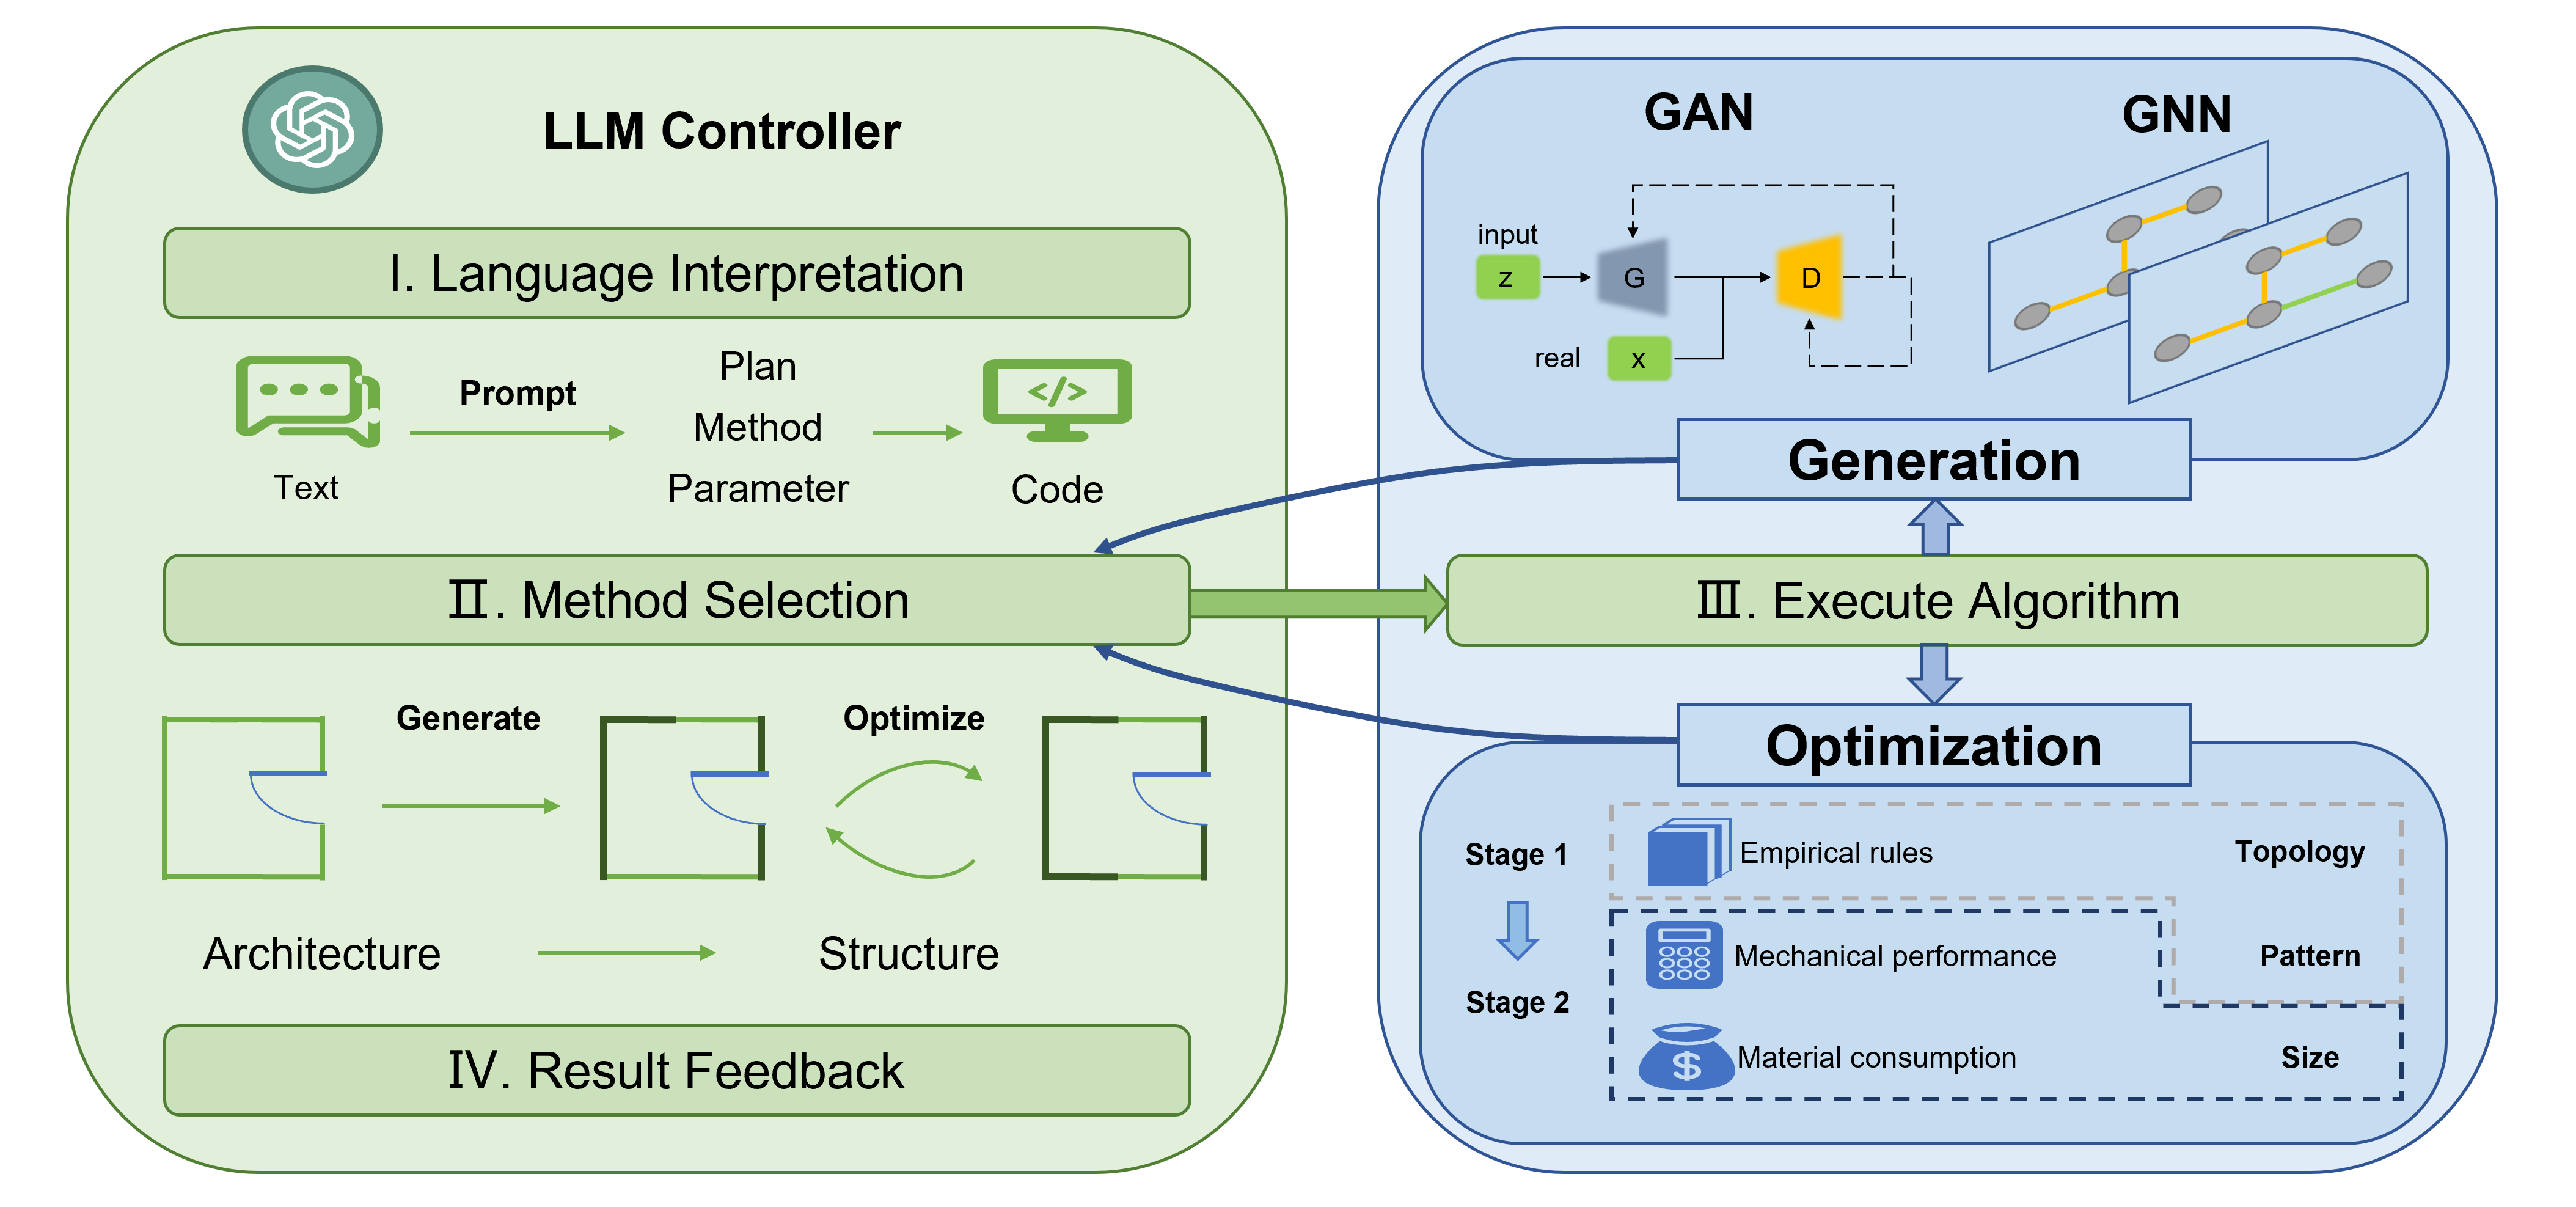 LLM Controller
I. Language Interpretation
Text
Prompt
Plan
Method
Parameter
</>
Code
Ⅱ. Method Selection
Generate
Optimize
Architecture
Structure
Ⅳ. Result Feedback
GAN
GNN
input
z
G
D
real
x
Generation
Ⅲ. Execute Algorithm
Optimization
Stage 1
Empirical rules
Topology
Mechanical performance
Pattern
Stage 2
$
Material consumption
Size